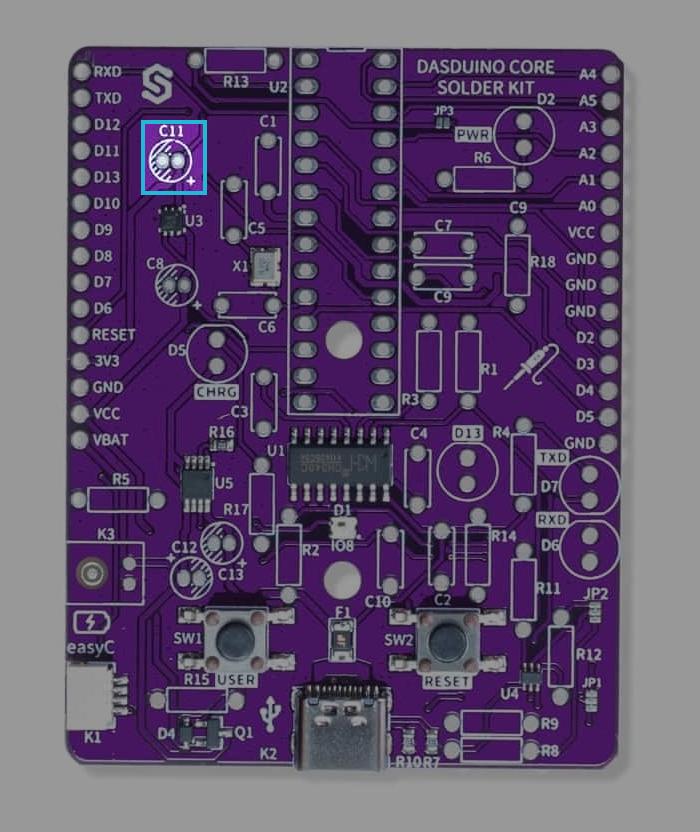 RXD
TXD
D12
D11
D13
D10
D9
D8
D7
D6
RESET
3V3
GND
VCC
VBAT
S
R13
U2
DASDUINO CORE
SOLDER KIT
D2
JP3
PWR
R6
C11
+
C1
U3
C5
X1
C8
+
C6
D5
CHRG
C7
C9
C9
R18
A4
A5
A3
A2
A1
A0
VCC
GND
GND
GND
D2
D3
D4
D5
GND
R3
R1
C3
R16
U1
CH340C
C4
D13
R4
TXD
D7
RXD
D6
R5
U5
R17
D1
IO8
R2
R14
K3
C12
+
C13
+
C10
C2
R11
JP2
easyC
SW1
USER
F1
SW2
RESET
R12
U4
JP1
R15
K1
D4
Q1
K2
R10
R7
R9
R8